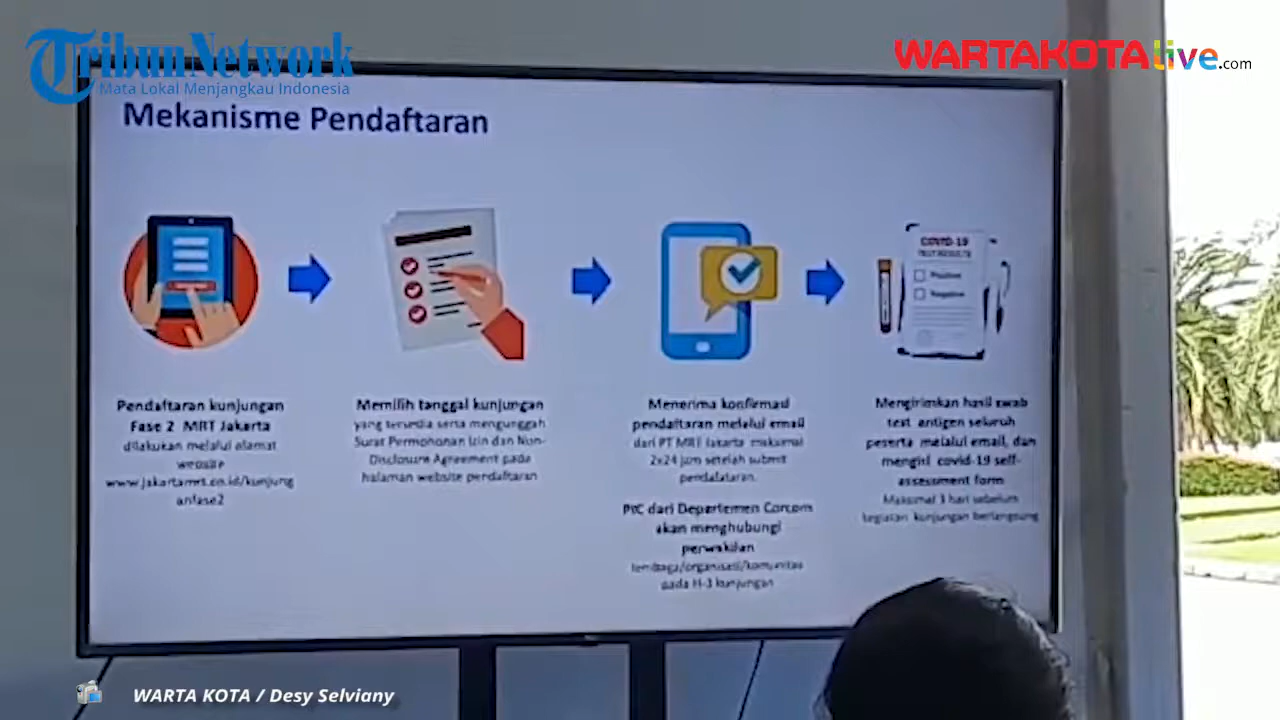 TribunNetwork
Mata Lokal Menjangkau Indonesia
WARTAKOTAlive.com
Mekanisme Pendaftaran
COVID-19
TEST RESULTS
Positive
Negative
Pendaftaran kunjungan
Fase 2 MRT Jakarta
dilakukan melalui alamat
website
www.jakartamrt.co.id/kunjung
anfase2
Memilih tanggal kunjungan
yang tersedia serta mengunggah
Surat Permohonan Izin dan Non-
Disclosure Agreement pada
halaman website pendaftaran
Menerima konfirmasi
pendaftaran melalui email
dari PT MRT Jakarta maksimal
2x24 jam setelah submit
pendaftaran.
PIC dari Departemen Corcom
akan menghubungi
perwakilan
lembaga/organisasi/komunitas
pada H-3 kunjungan
Mengirimkan hasil swab
test antigen seluruh
peserta melalui email, dan
mengisi covid-19 self-
assessment form
Maksimal 3 hari sebelum
kegiatan kunjungan berlangsung
WARTA KOTA / Desy Selviany